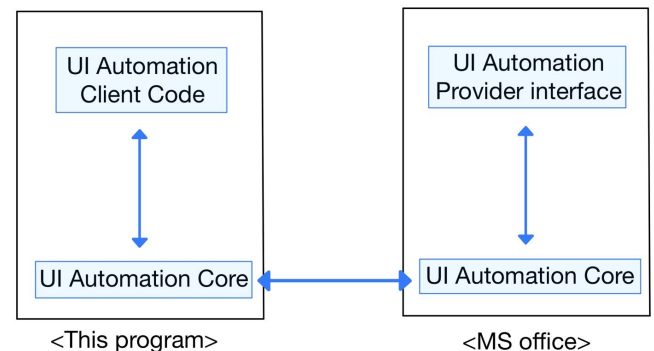 UI Automation
Client Code
UI Automation Core
<This program>
UI Automation
Provider interface
UI Automation Core
<MS office>